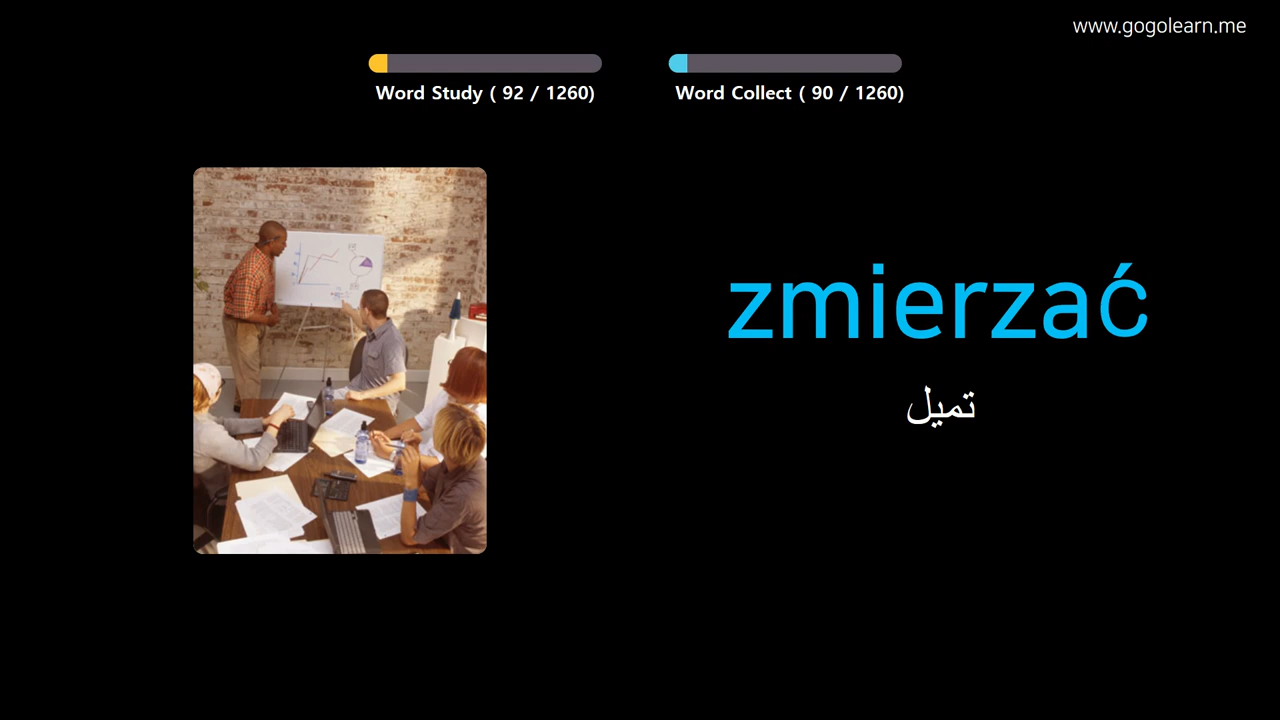 www.gogolearn.me
Word Study ( 92 / 1260)
Word Collect ( 90 / 1260)
zmierzać
تميل